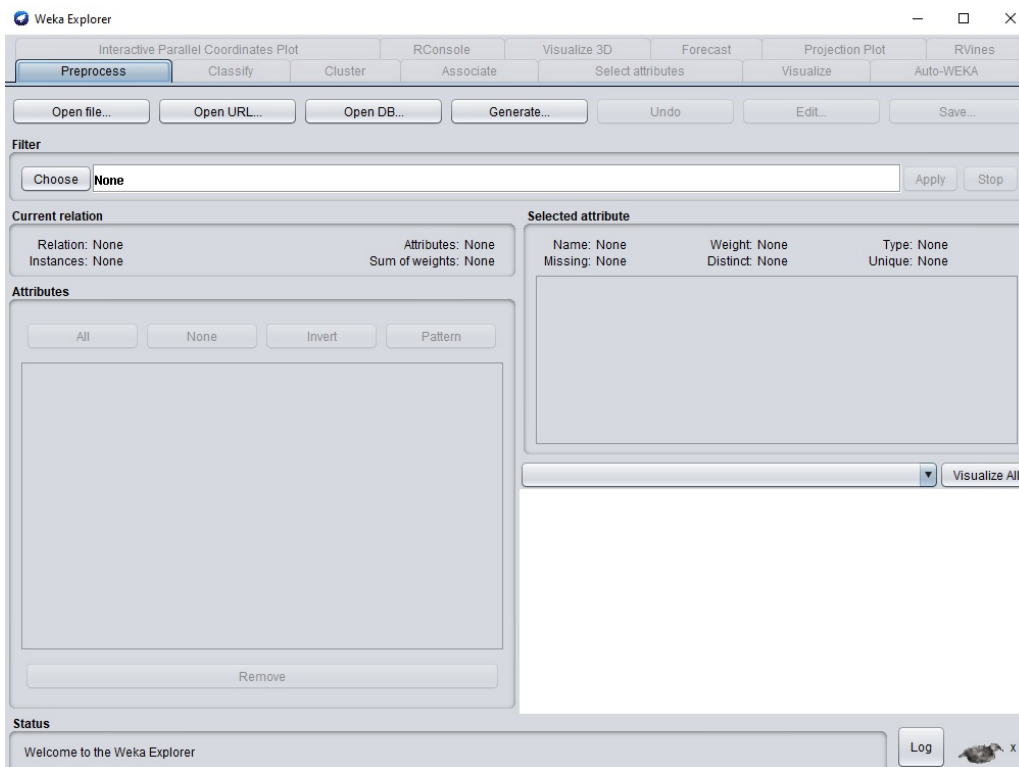 Weka Explorer
Interactive Parallel Coordinates Plot RConsole Visualize 3D Forecast Projection Plot RVines
Preprocess Classify Cluster Associate Select attributes Visualize Auto-WEKA
Open file... Open URL... Open DB... Generate... Undo Edit... Save...
Filter
Choose None Apply Stop
Current relation
Relation: None Attributes: None
Instances: None Sum of weights: None
Selected attribute
Name: None Weight: None Type: None
Missing: None Distinct: None Unique: None
Attributes
All None Invert Pattern
Remove
Visualize All
Status
Welcome to the Weka Explorer
Log
x